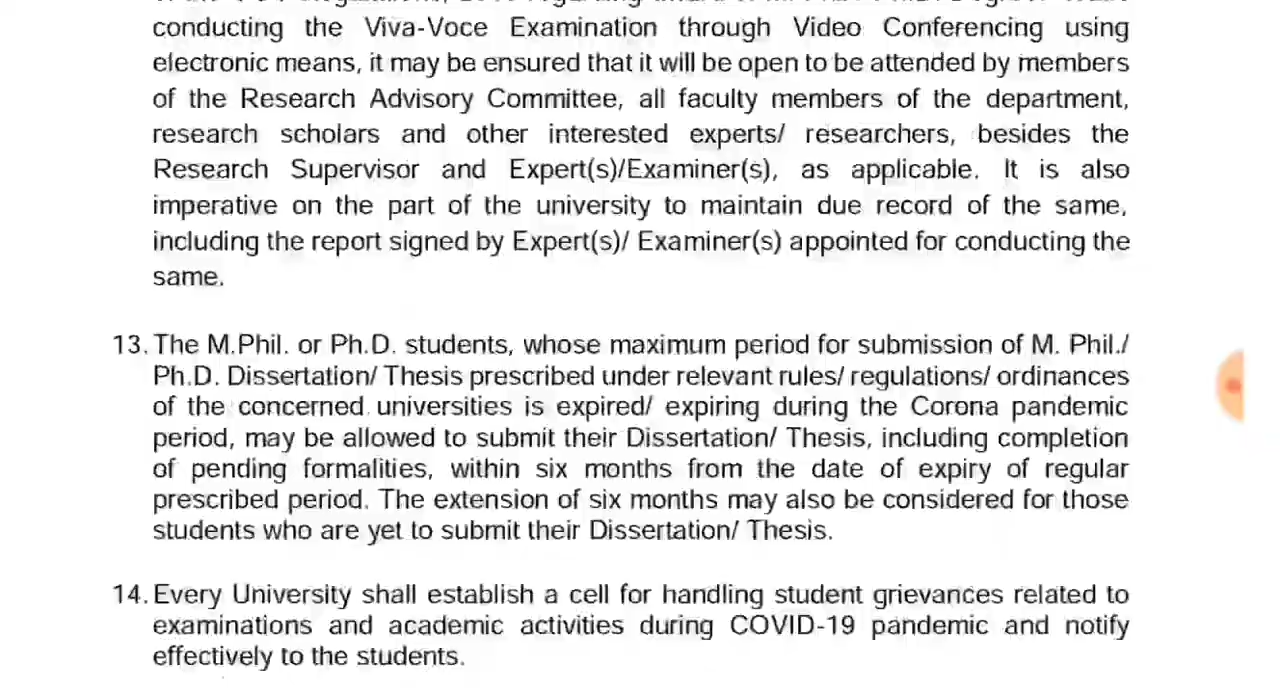 conducting the Viva-Voce Examination through Video Conferencing using
electronic means, it may be ensured that it will be open to be attended by members
of the Research Advisory Committee, all faculty members of the department,
research scholars and other interested experts/ researchers, besides the
Research Supervisor and Expert(s)/Examiner(s), as applicable. It is also
imperative on the part of the university to maintain due record of the same,
including the report signed by Expert(s)/ Examiner(s) appointed for conducting the
same.
13. The M.Phil. or Ph.D. students, whose maximum period for submission of M. Phil./
Ph.D. Dissertation/ Thesis prescribed under relevant rules/ regulations/ ordinances
of the concerned universities is expired/ expiring during the Corona pandemic
period, may be allowed to submit their Dissertation/ Thesis, including completion
of pending formalities, within six months from the date of expiry of regular
prescribed period. The extension of six months may also be considered for those
students who are yet to submit their Dissertation/ Thesis.
14. Every University shall establish a cell for handling student grievances related to
examinations and academic activities during COVID-19 pandemic and notify
effectively to the students.